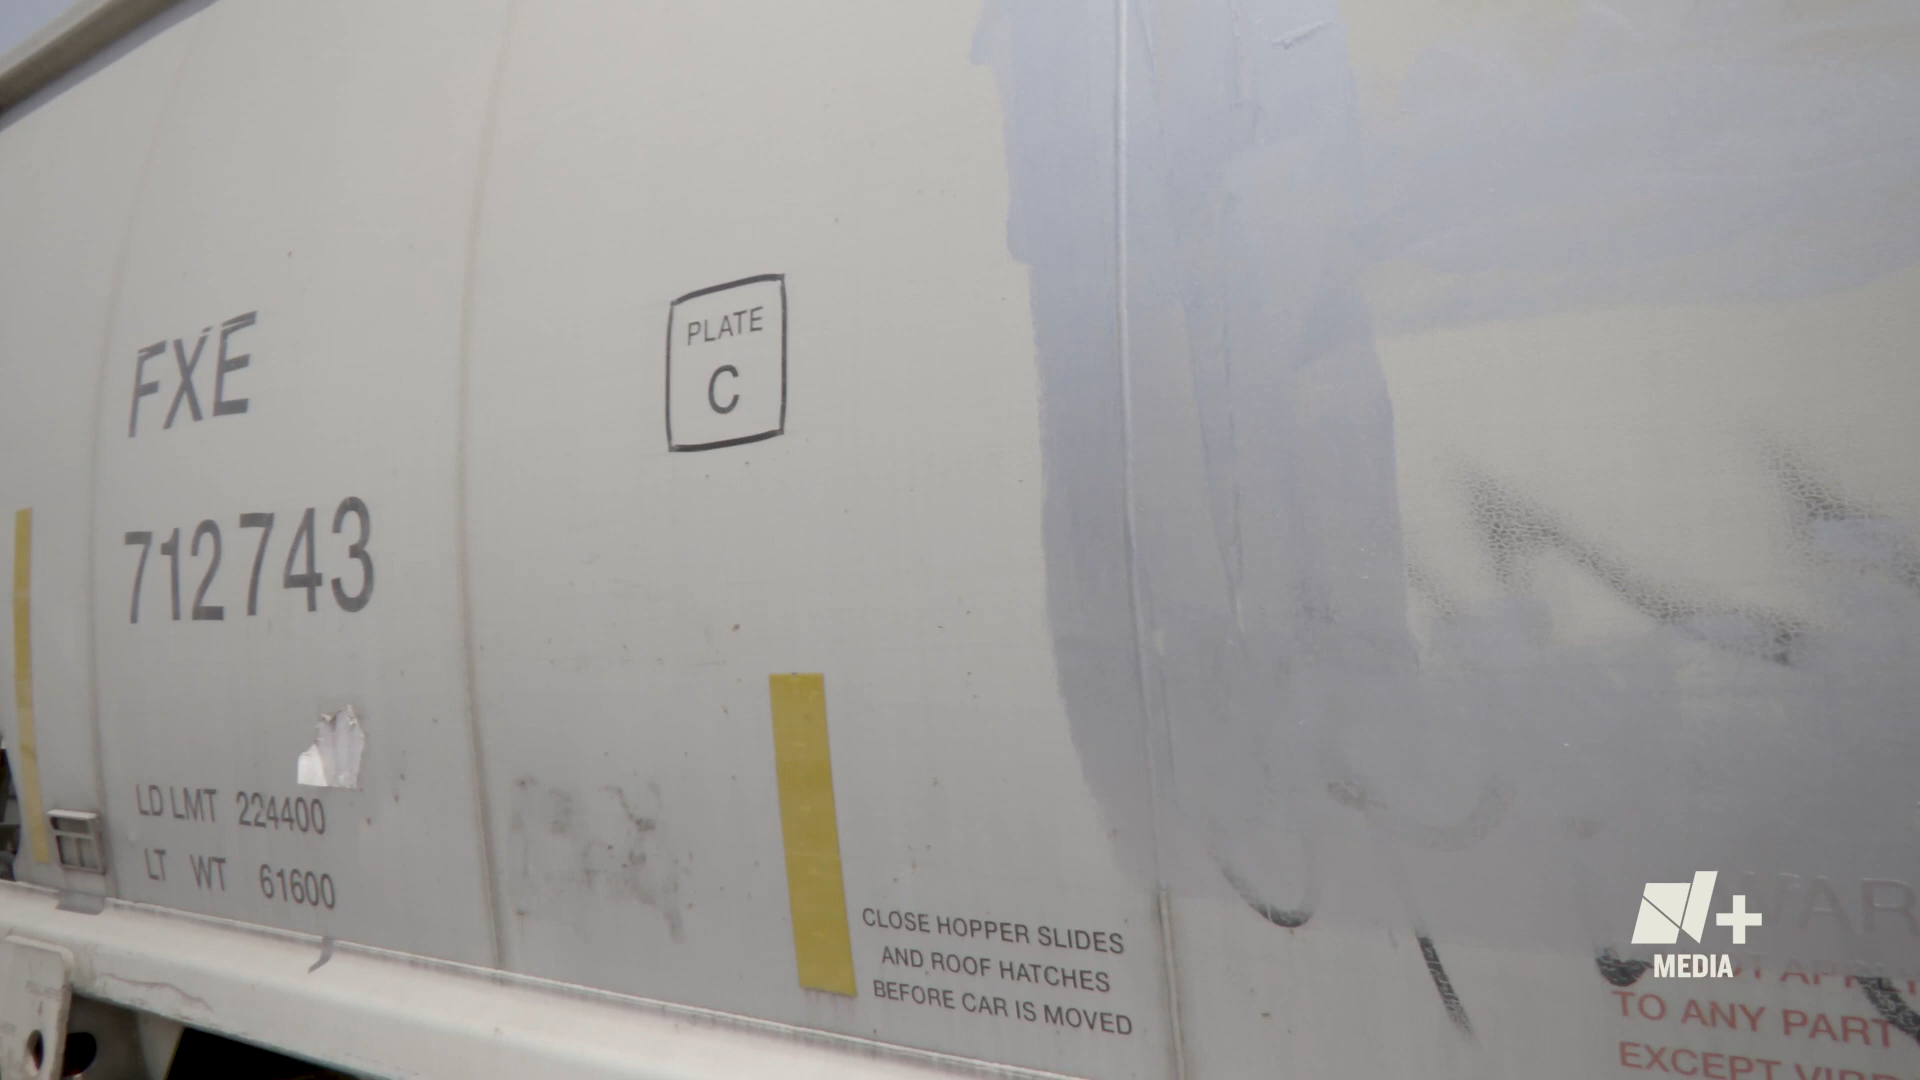 FXE
712743
PLATE
C
LD LMT 224400
LT WT 61600
CLOSE HOPPER SLIDES
AND ROOF HATCHES
BEFORE CAR IS MOVED
TO ANY PART
EXCEPT
N+
MEDIA